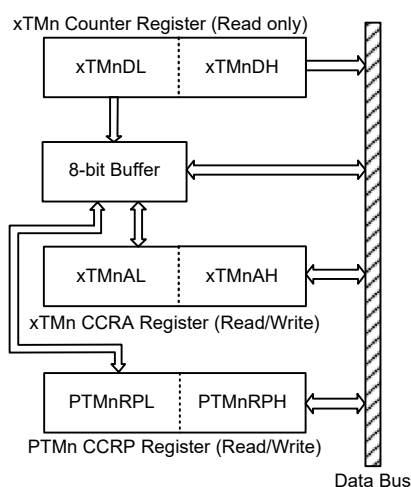 xTMn Counter Register (Read only)
xTMnDL xTMnDH
8-bit Buffer
xTMnAL xTMnAH
xTMn CCRA Register (Read/Write)
PTMnRPL PTMnRPH
PTMn CCRP Register (Read/Write)
Data Bus